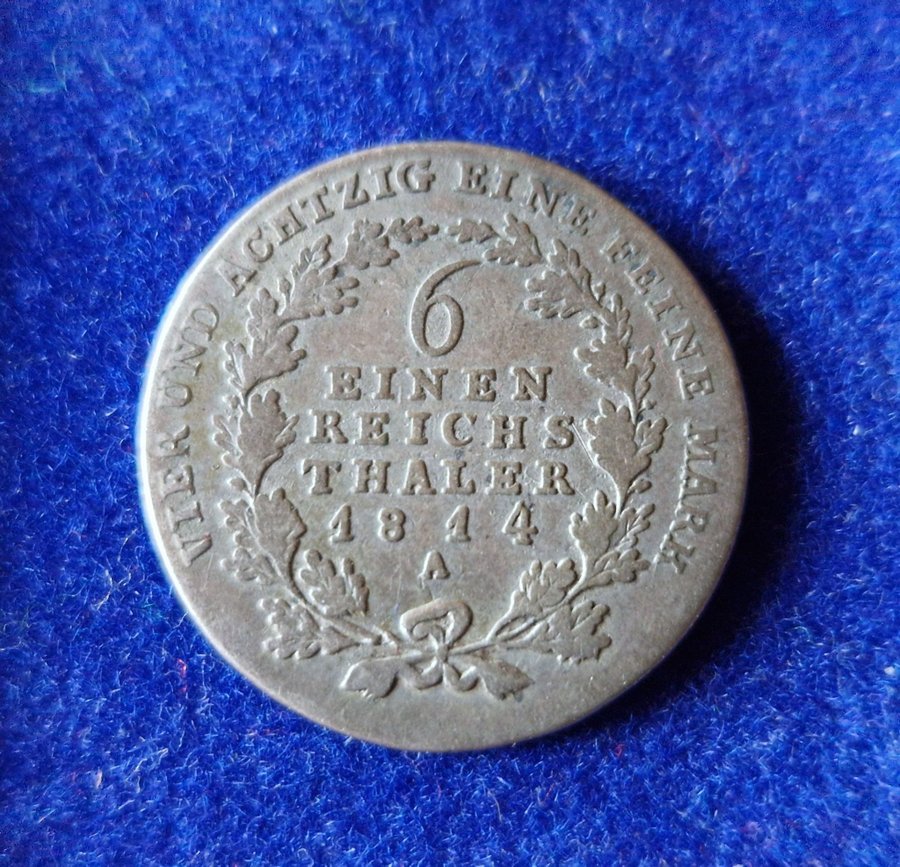 VIER UND ACHTZIG EINE FEINE MARK
6
EINEN
REICHS
THALER
1814
A